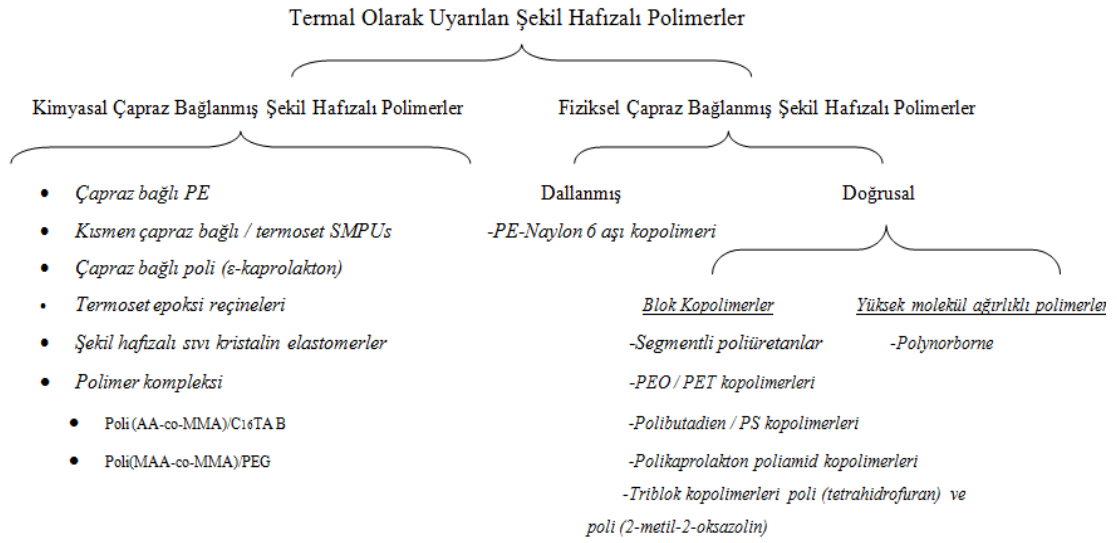 Termal Olarak Uyarılan Şekil Hafızalı Polimerler
Kimyasal Çapraz Bağlanmış Şekil Hafızalı Polimerler
• Çapraz bağlı PE
• Kısmen çapraz bağlı / termoset SMPUs
• Çapraz bağlı poli (ε-kaprolakton)
• Termoset epoksi reçineleri
• Şekil hafızalı sıvı kristalin elastomerler
• Polimer kompleksi
• Poli (AA-co-MMA)/C16TA B
• Poli(MAA-co-MMA)/PEG
Fiziksel Çapraz Bağlanmış Şekil Hafızalı Polimerler
Dallanmış
-PE-Naylon 6 aşı kopolimeri
Doğrusal
Blok Kopolimerler
-Segmentli poliüretanlar
-PEO / PET kopolimerleri
-Polibutadien / PS kopolimerleri
-Polikaprolakton poliamid kopolimerleri
-Triblok kopolimerleri poli (tetrahidrofuran) ve
poli (2-metil-2-oksazolin)
Yüksek molekül ağırlıklı polimerler
-Polynorborne